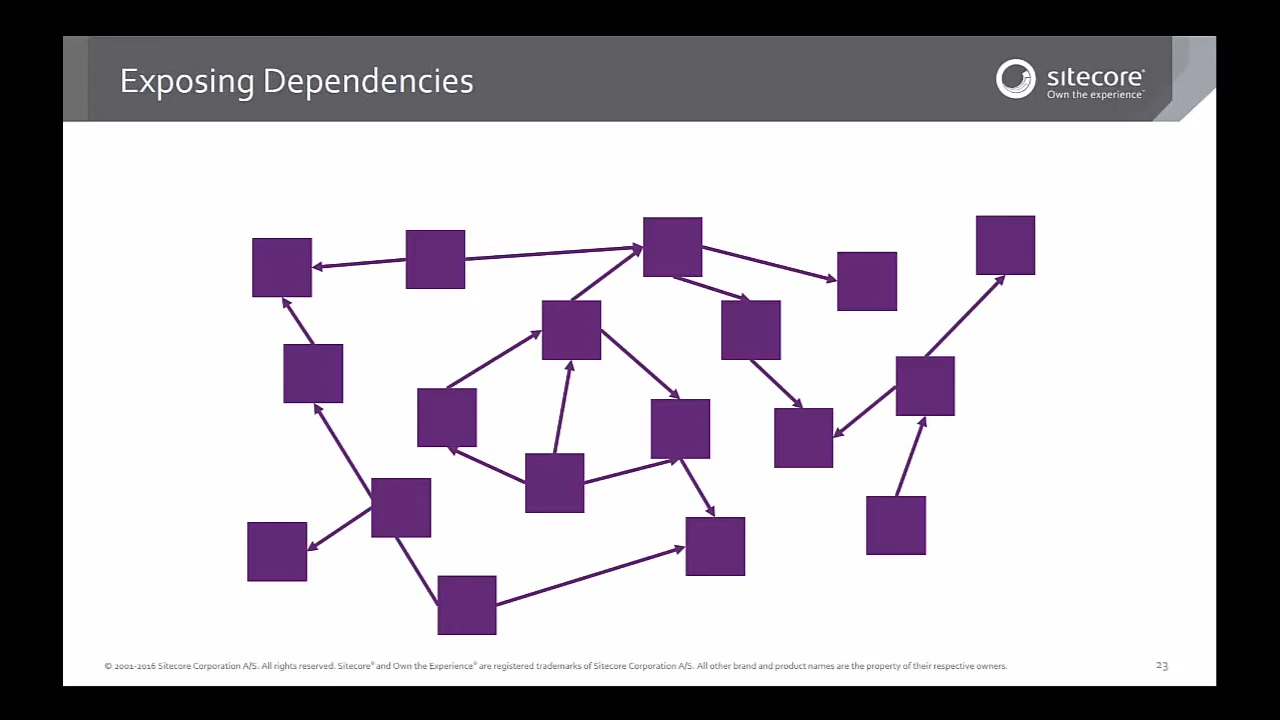 Exposing Dependencies
sitecore®
Own the experience™
© 2001-2016 Sitecore Corporation A/S. All rights reserved. Sitecore® and Own the Experience® are registered trademarks of Sitecore Corporation A/S. All other brand and product names are the property of their respective owners.
23